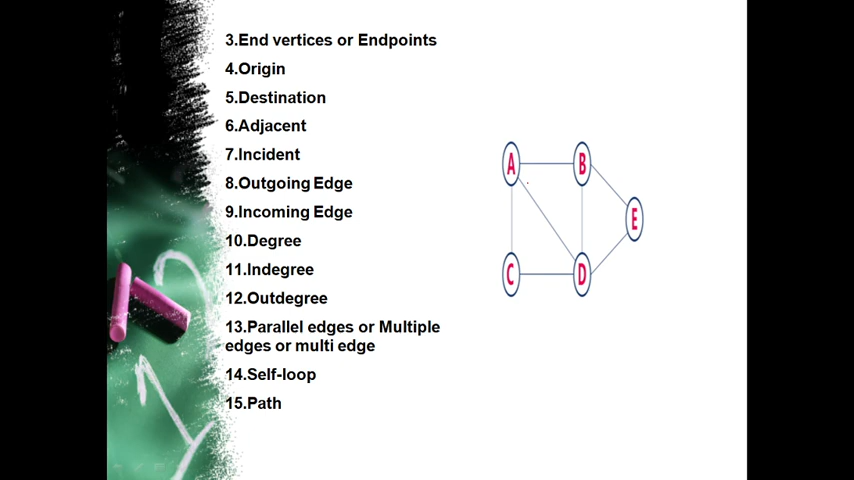 3.End vertices or Endpoints
4.Origin
5.Destination
6.Adjacent
7.Incident
8.Outgoing Edge
9.Incoming Edge
10.Degree
11.Indegree
12.Outdegree
13.Parallel edges or Multiple
edges or multi edge
14.Self-loop
15.Path
A B
E
C D